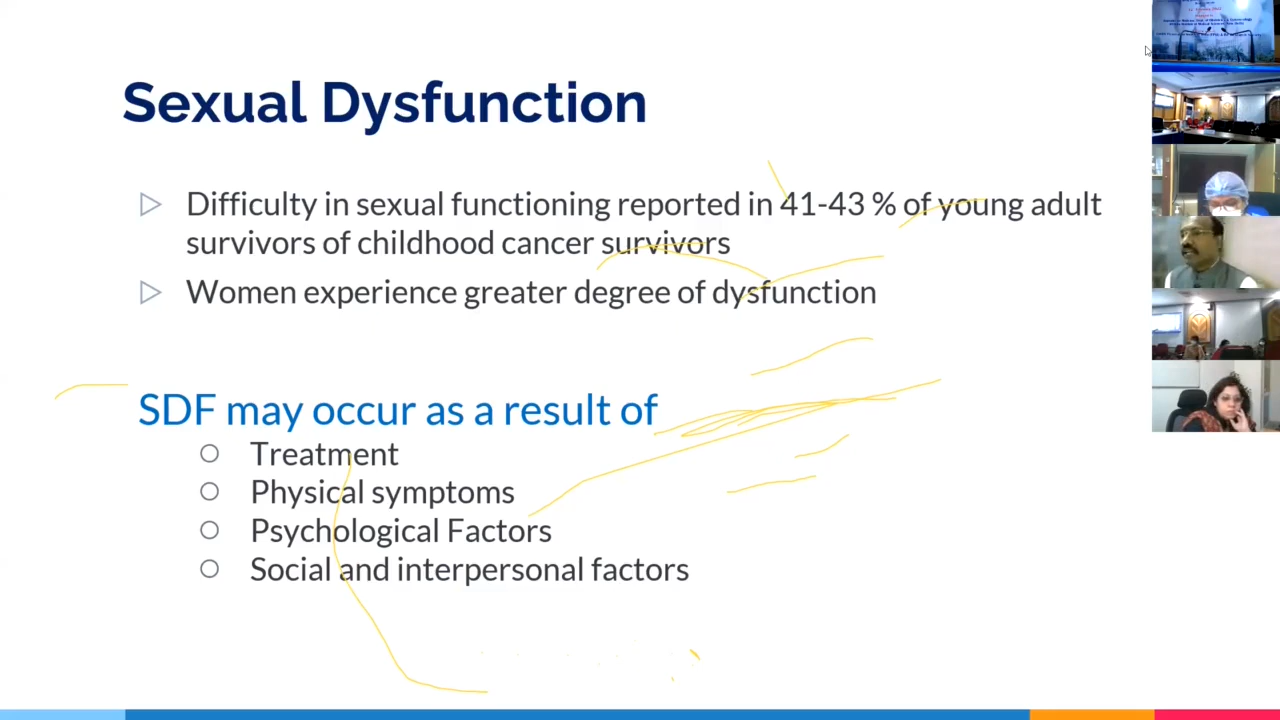 Sexual Dysfunction
Difficulty in sexual functioning reported in 41-43 % of young adult
survivors of childhood cancer survivors
Women experience greater degree of dysfunction
SDF may occur as a result of
Treatment
Physical symptoms
Psychological Factors
Social and interpersonal factors